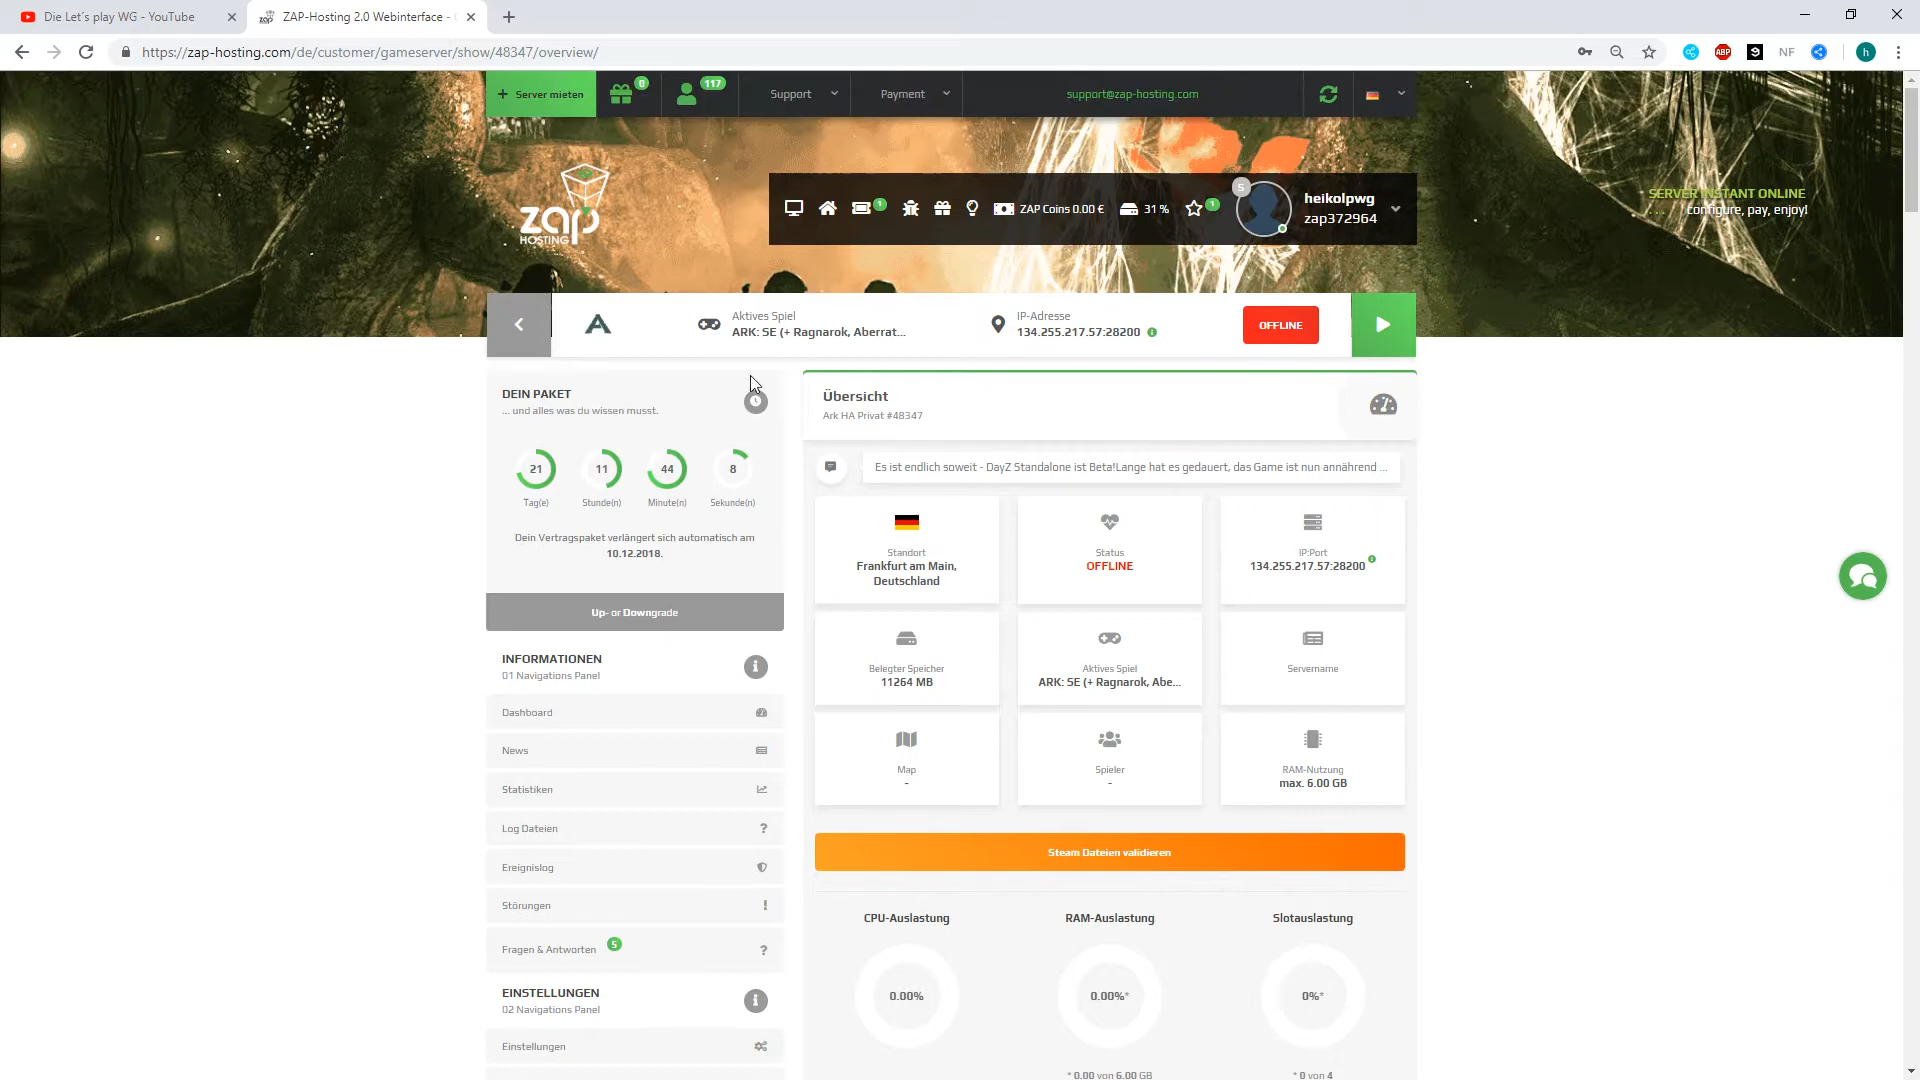 Die Let´s play WG - YouTube
ZAP-Hosting 2.0 Webinterface -
https://zap-hosting.com/de/customer/gameserver/show/48347/overview/
ABP
NF
h
+ Server mieten
0
117
Support
Payment
support@zap-hosting.com
zap
HOSTING
1
ZAP Coins 0.00 €
31 %
1
5
heikolpwg
zap372964
SERVER INSTANT ONLINE
configure, pay, enjoy!
Aktives Spiel
ARK: SE (+ Ragnarok, Aberrat...
IP-Adresse
134.255.217.57:28200
OFFLINE
DEIN PAKET
... und alles was du wissen musst.
21
11
44
8
Tag(e)
Stunde(n)
Minute(n)
Sekunde(n)
Dein Vertragspaket verlängert sich automatisch am
10.12.2018.
Up- or Downgrade
INFORMATIONEN
01 Navigations Panel
Dashboard
News
Statistiken
Log Dateien
?
Ereignislog
Störungen
!
Fragen & Antworten
5
?
EINSTELLUNGEN
02 Navigations Panel
Einstellungen
Übersicht
Ark HA Privat #48347
Es ist endlich soweit - DayZ Standalone ist Beta!Lange hat es gedauert, das Game ist nun annährend ...
Standort
Frankfurt am Main,
Deutschland
Status
OFFLINE
IP:Port
134.255.217.57:28200
Belegter Speicher
11264 MB
Aktives Spiel
ARK: SE (+ Ragnarok, Abe...
Servername
Map
-
Spieler
-
RAM-Nutzung
max. 6.00 GB
Steam Dateien validieren
CPU-Auslastung
RAM-Auslastung
Slotauslastung
0.00%
0.00%*
0%*
* 0.00 von 6.00 GB
* 0 von 4